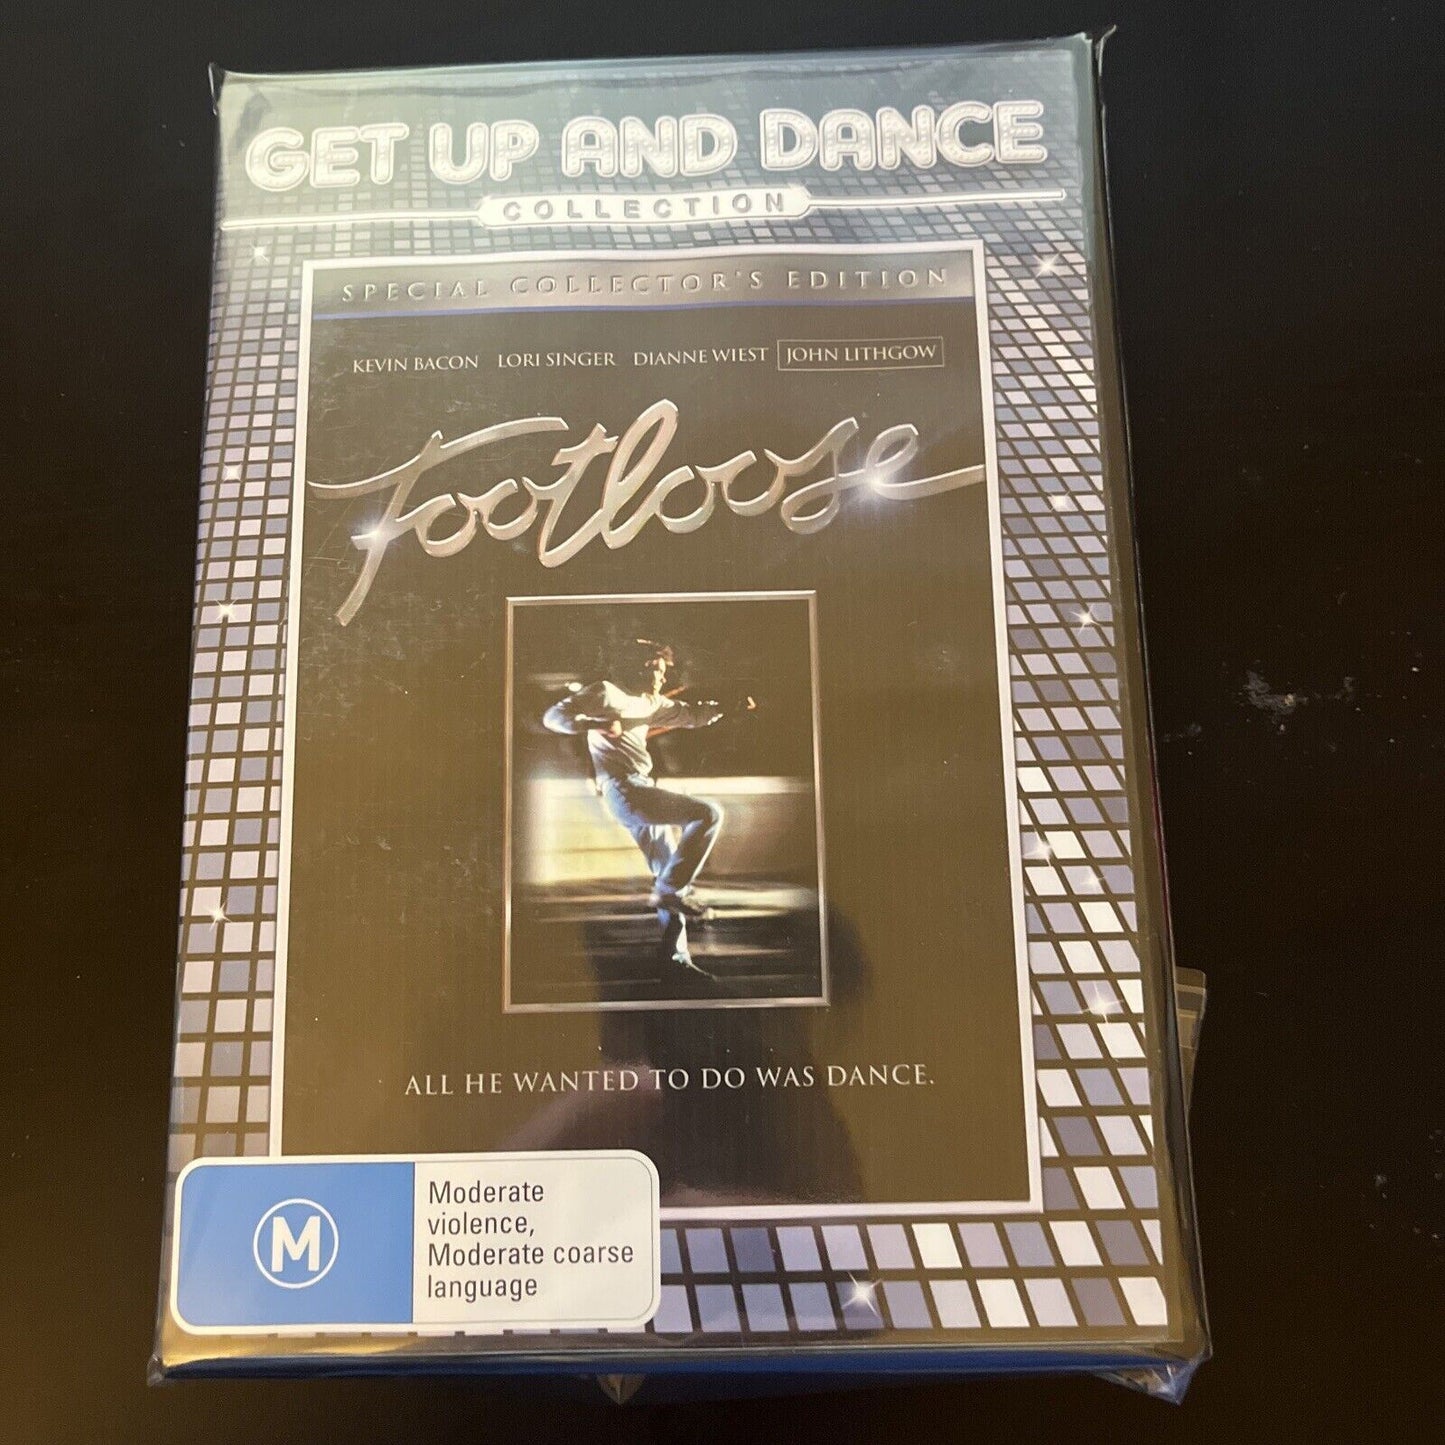 GET UP AND DANCE
COLLECTION
SPECIAL COLLECTOR'S EDITION
KEVIN BACON LORI SINGER DIANNE WIEST JOHN LITHGOW
Footloose
ALL HE WANTED TO DO WAS DANCE.
M
Moderate
violence,
Moderate coarse
language